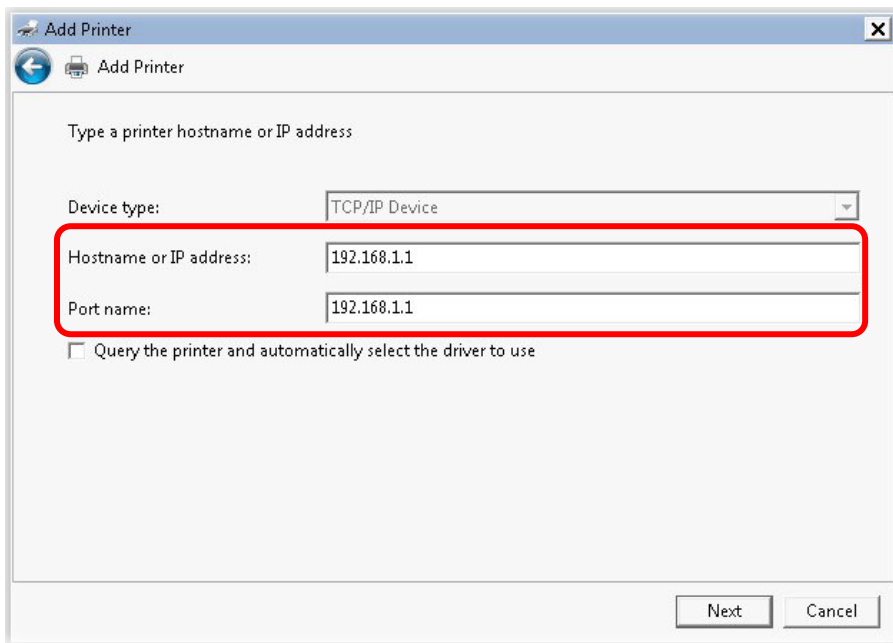 Add Printer
Add Printer
Type a printer hostname or IP address
Device type: TCP/IP Device
Hostname or IP address: 192.168.1.1
Port name: 192.168.1.1
Query the printer and automatically select the driver to use
Next Cancel